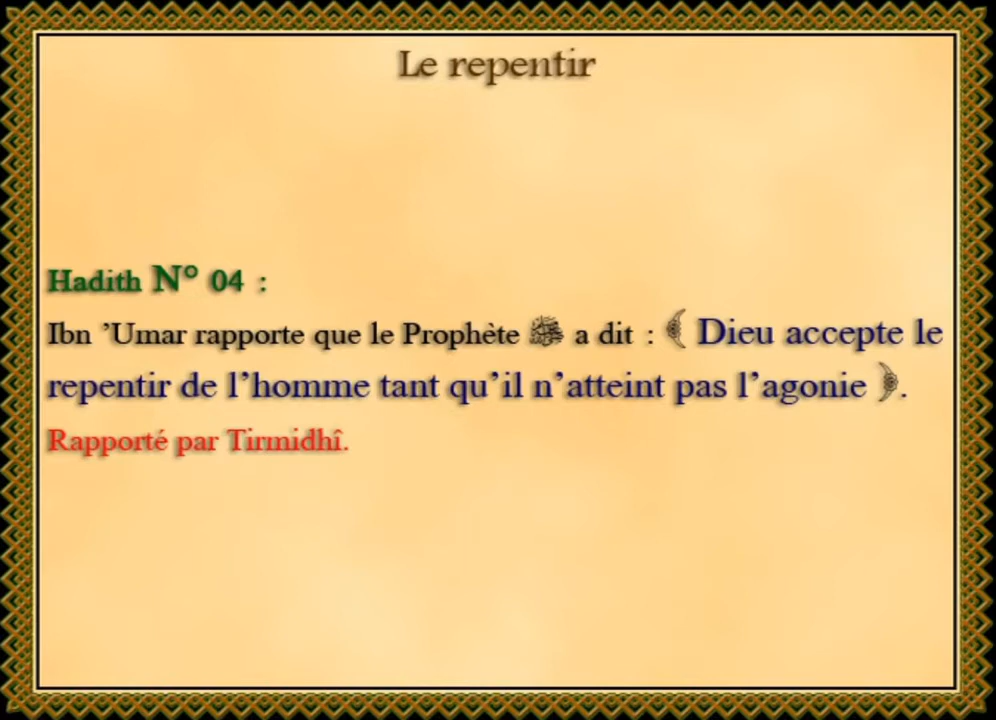 Le repentir
Hadith N° 04 :
Ibn ’Umar rapporte que le Prophète ﷺ a dit : ﴾ Dieu accepte le
repentir de l’homme tant qu’il n’atteint pas l’agonie ﴿.
Rapporté par Tirmidhî.